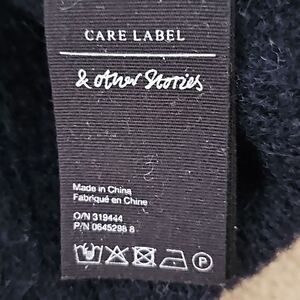 CARE LABEL
& other Stories
Made in China
Fabriqué en Chine
O/N 319444
P/N 0645298 8